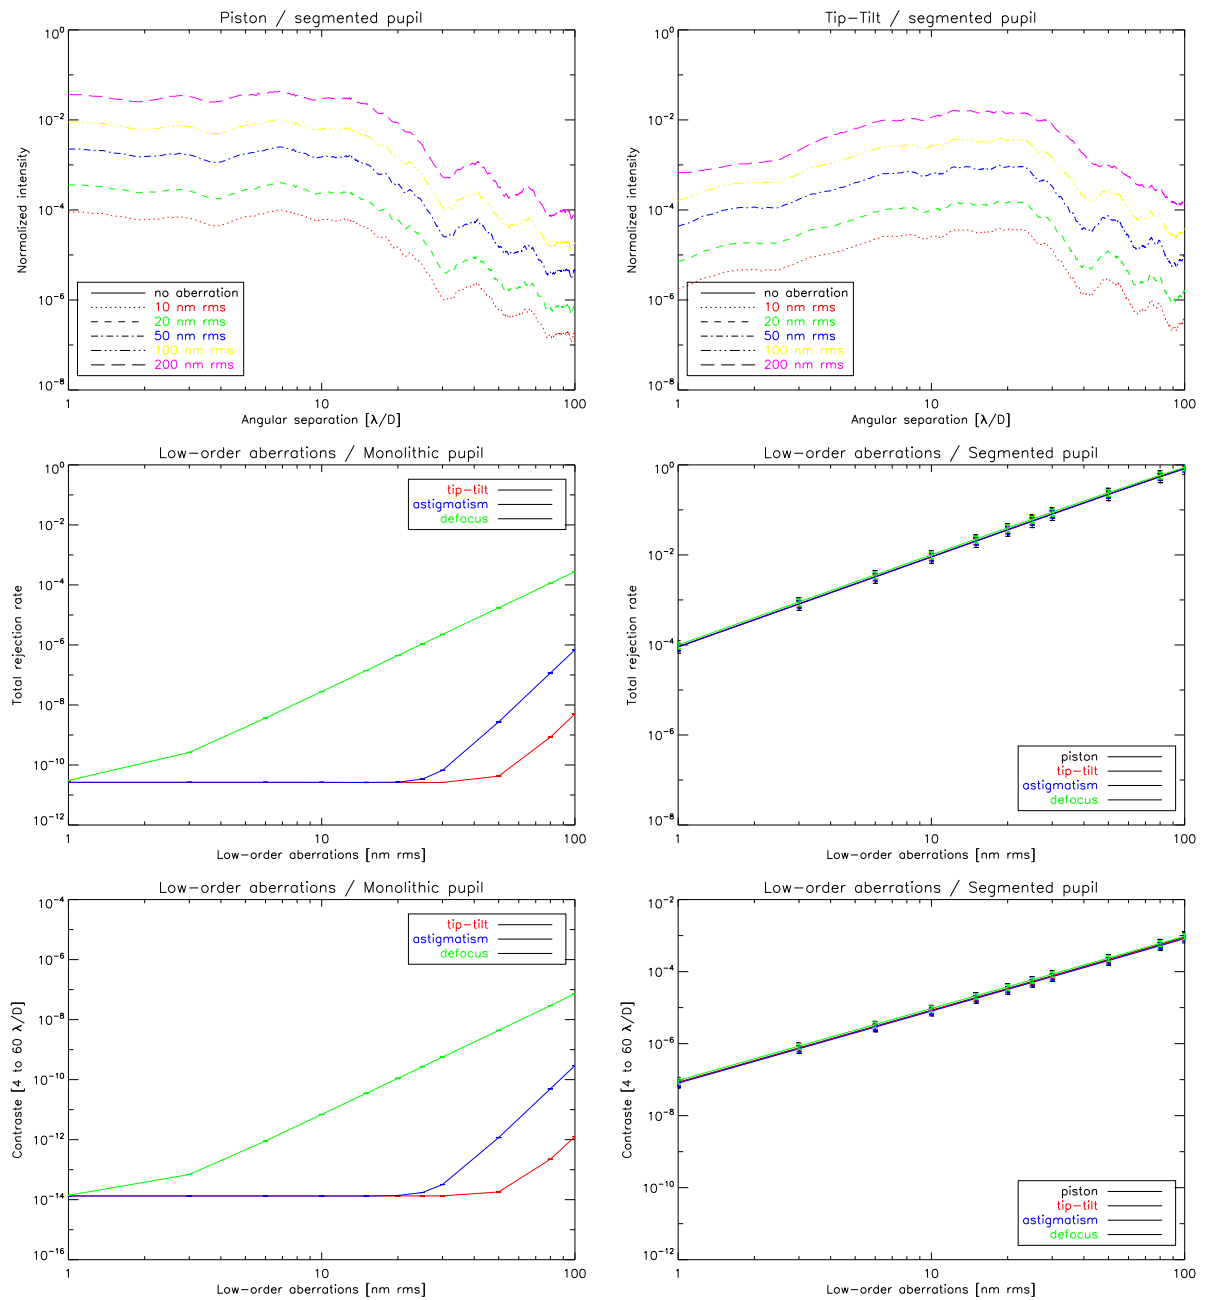 Piston / segmented pupil
10^0
10^-2
10^-4
10^-6
10^-8
Normalized intensity
no aberration
10 nm rms
20 nm rms
50 nm rms
100 nm rms
200 nm rms
1 10 100
Angular separation [λ/D]
Tip-Tilt / segmented pupil
10^0
10^-2
10^-4
10^-6
10^-8
Normalized intensity
no aberration
10 nm rms
20 nm rms
50 nm rms
100 nm rms
200 nm rms
1 10 100
Angular separation [λ/D]
Low-order aberrations / Monolithic pupil
10^0
10^-2
10^-4
10^-6
10^-8
10^-10
10^-12
Total rejection rate
tip-tilt
astigmatism
defocus
1 10 100
Low-order aberrations [nm rms]
Low-order aberrations / Segmented pupil
10^0
10^-2
10^-4
10^-6
10^-8
Total rejection rate
piston
tip-tilt
astigmatism
defocus
1 10 100
Low-order aberrations [nm rms]
Low-order aberrations / Monolithic pupil
10^-4
10^-6
10^-8
10^-10
10^-12
10^-14
10^-16
Contraste [4 to 60 λ/D]
tip-tilt
astigmatism
defocus
1 10 100
Low-order aberrations [nm rms]
Low-order aberrations / Segmented pupil
10^-2
10^-4
10^-6
10^-8
10^-10
10^-12
Contraste [4 to 60 λ/D]
piston
tip-tilt
astigmatism
defocus
1 10 100
Low-order aberrations [nm rms]